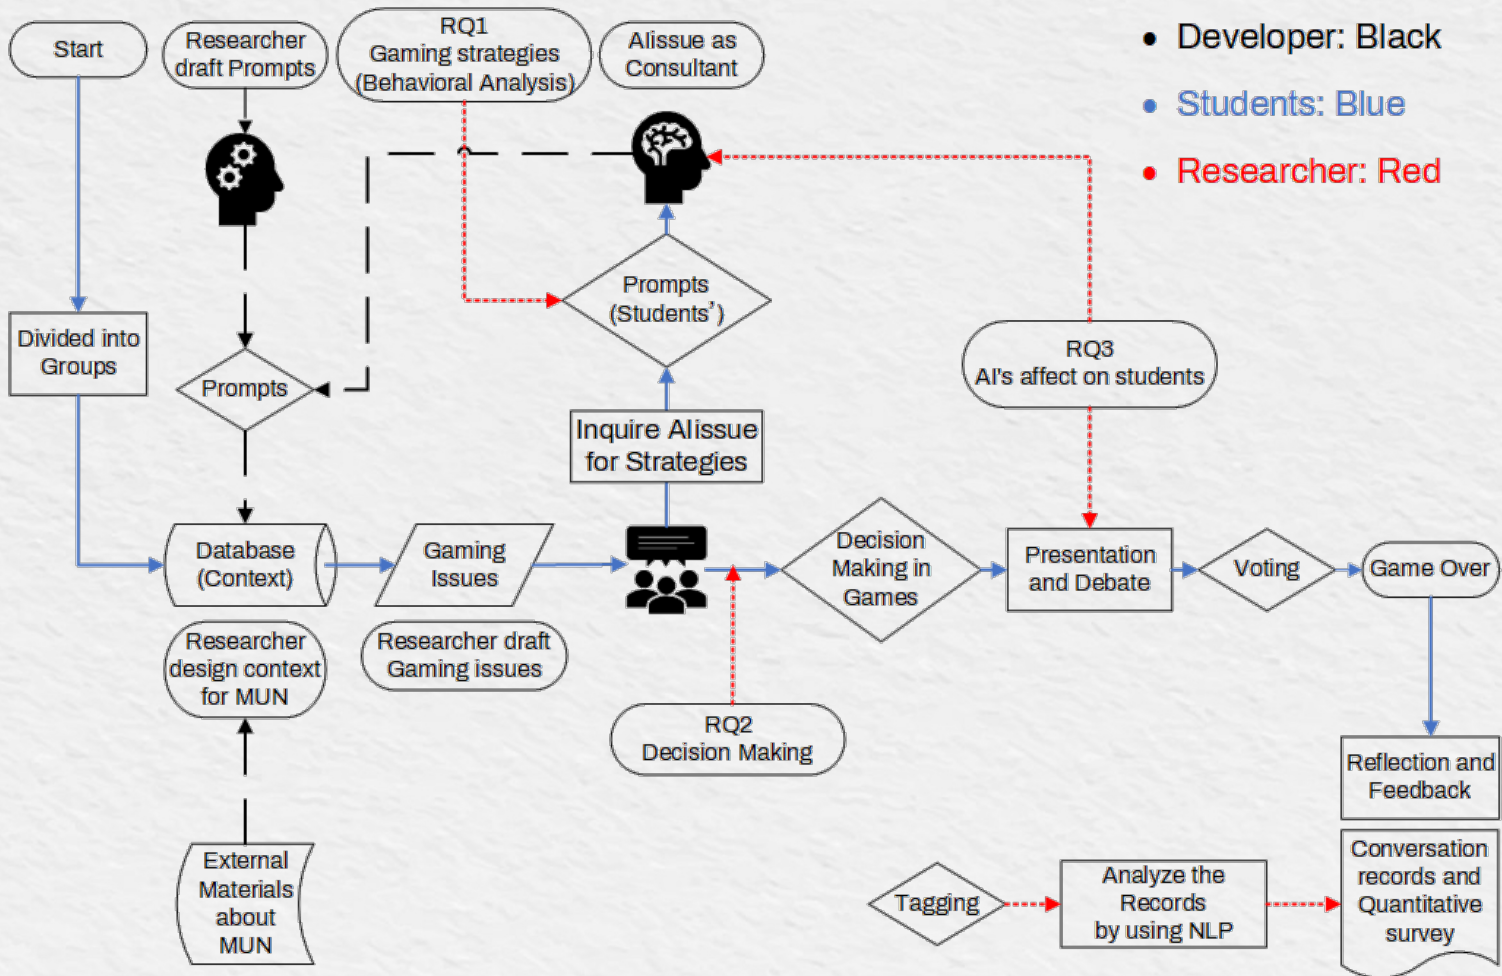 Start
Researcher
draft Prompts
RQ1
Gaming strategies
(Behavioral Analysis)
AIissue as
Consultant
• Developer: Black
• Students: Blue
• Researcher: Red
Prompts
(Students’)
Divided into
Groups
Prompts
RQ3
AI's affect on students
Inquire AIissue
for Strategies
Database
(Context)
Gaming
Issues
Decision
Making in
Games
Presentation
and Debate
Voting
Game Over
Researcher
design context
for MUN
Researcher draft
Gaming issues
RQ2
Decision Making
Reflection and
Feedback
External
Materials
about
MUN
Tagging
Analyze the
Records
by using NLP
Conversation
records and
Quantitative
survey